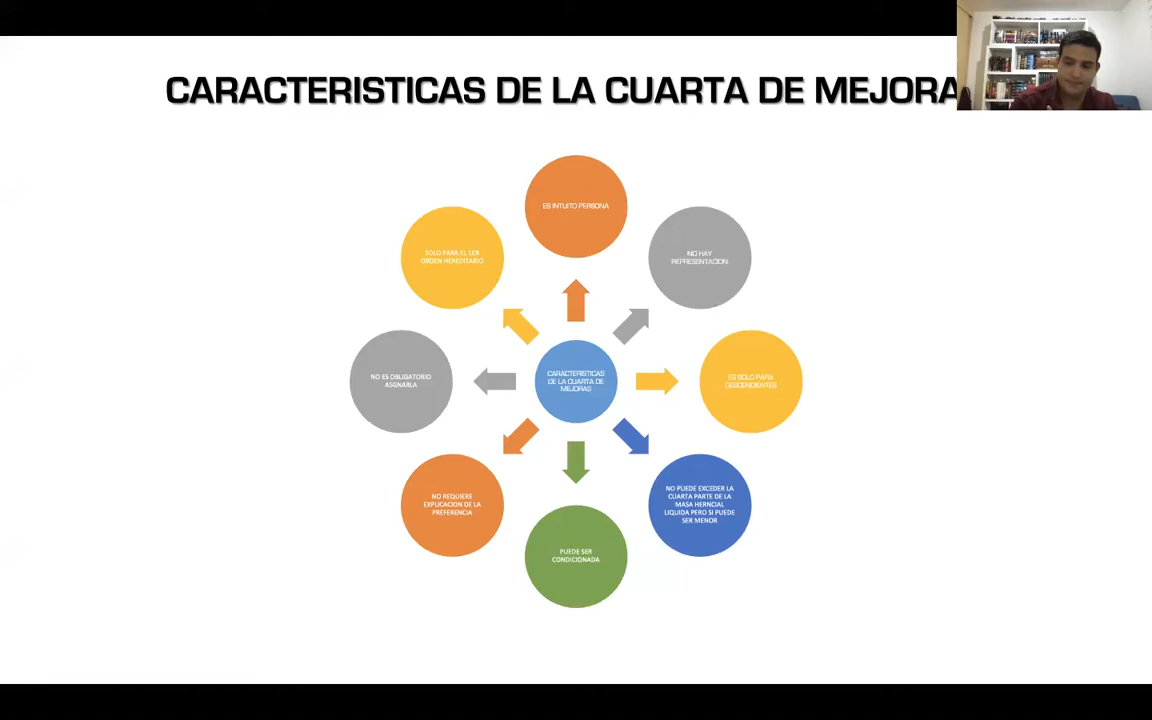 CARACTERISTICAS DE LA CUARTA DE MEJORA
ES INTUITO PERSONA
NO HAY
REPRESENTACION
ES SOLO PARA
DESCENDIENTES
NO PUEDE EXCEDER LA
CUARTA PARTE DE LA
MASA HERNCIAL
LIQUIDA PERO SI PUEDE
SER MENOR
PUEDE SER
CONDICIONADA
NO REQUIERE
EXPLICACION DE LA
PREFERENCIA
NO ES OBLIGATORIO
ASGNARLA
SOLO PARA EL 1ER
ORDEN HEREDITARIO
CARACTERISTICAS
DE LA CUARTA DE
MEJORAS